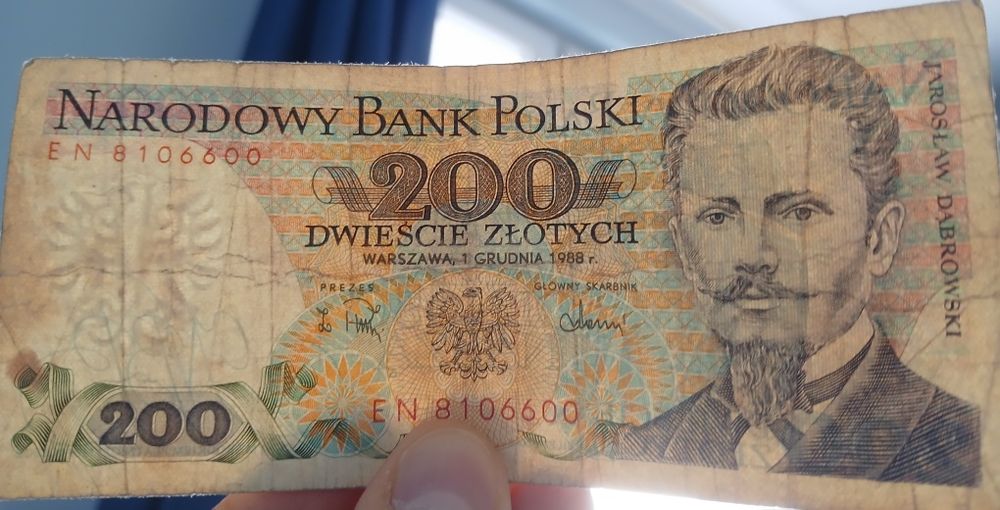 NARODOWY BANK POLSKI
EN 8106600
200
DWIEŚCIE ZŁOTYCH
WARSZAWA, 1 GRUDNIA 1988 r.
PREZES
GŁÓWNY SKARBNIK
EN 8106600
200
JAROSŁAW DĄBROWSKI